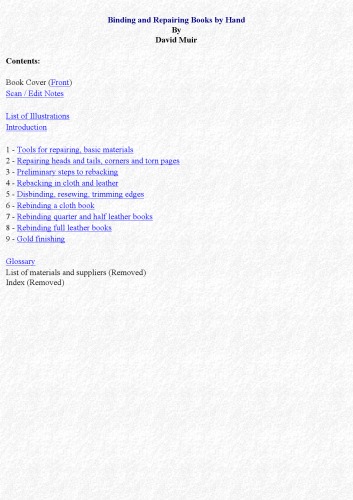 Binding and Repairing Books by Hand
By
David Muir
Contents:
Book Cover (Front)
Scan / Edit Notes
List of Illustrations
Introduction
1 - Tools for repairing, basic materials
2 - Repairing heads and tails, corners and torn pages
3 - Preliminary steps to rebacking
4 - Rebacking in cloth and leather
5 - Disbinding, resewing, trimming edges
6 - Rebinding a cloth book
7 - Rebinding quarter and half leather books
8 - Rebinding full leather books
9 - Gold finishing
Glossary
List of materials and suppliers (Removed)
Index (Removed)